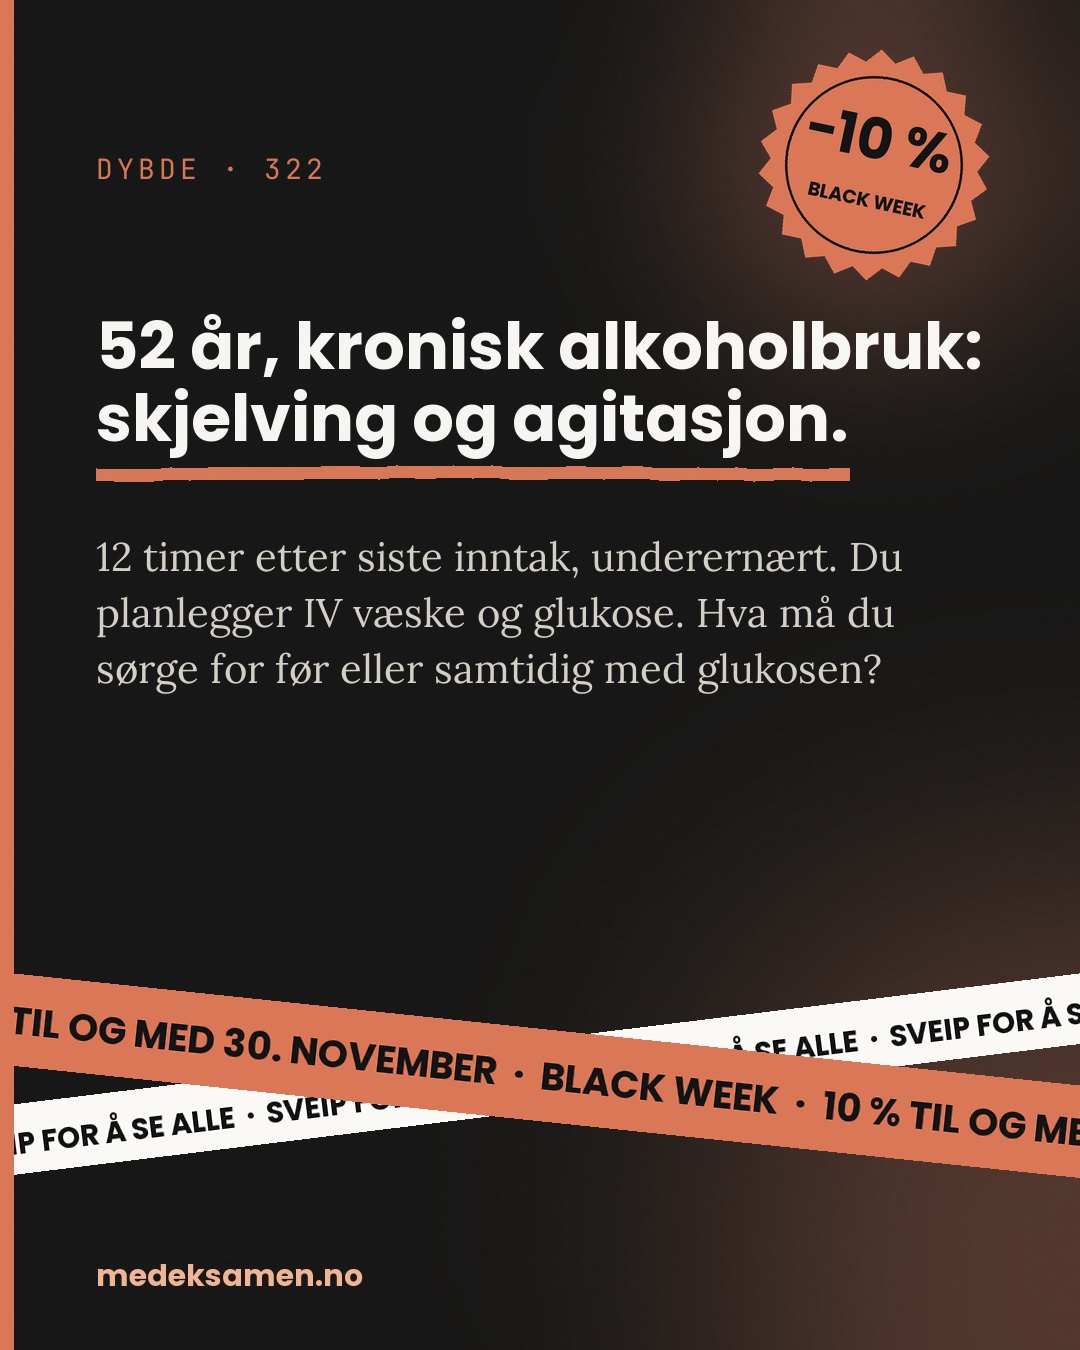 DYBDE · 322
-10 %
BLACK WEEK
52 år, kronisk alkoholbruk:
skjelving og agitasjon.
12 timer etter siste inntak, underernært. Du
planlegger IV væske og glukose. Hva må du
sørge for før eller samtidig med glukosen?
TIL OG MED 30. NOVEMBER · BLACK WEEK · 10 % TIL OG ME
FOR Å SE ALLE · SVEIP Å SE ALLE · SVEIP FOR Å S
medeksamen.no